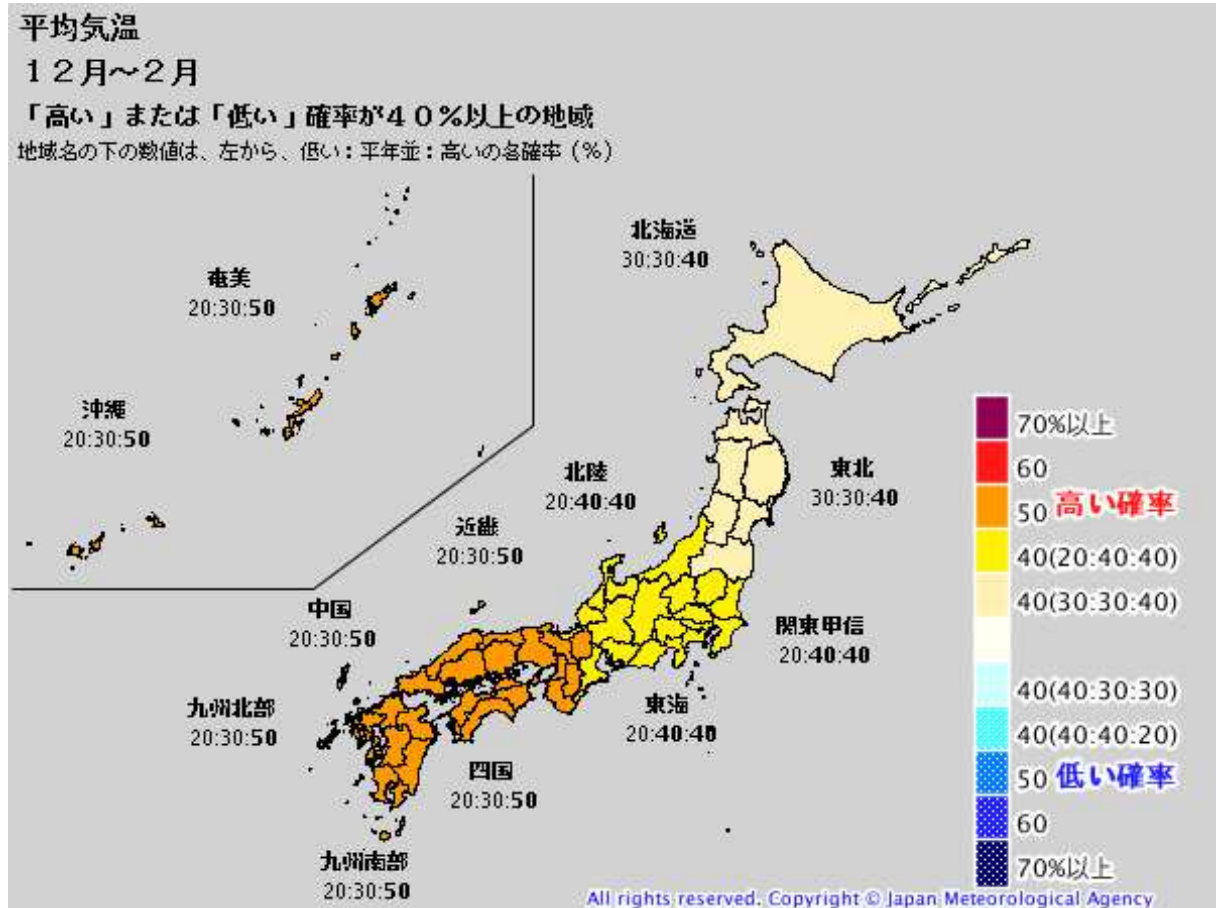 平均気温
１２月～２月
「高い」または「低い」確率が４０％以上の地域
地域名の下の数値は、左から、低い：平年並：高いの各確率（％）
北海道
30:30:40
奄美
20:30:50
沖縄
20:30:50
北陸
20:40:40
東北
30:30:40
近畿
20:30:50
中国
20:30:50
関東甲信
20:40:40
九州北部
20:30:50
東海
20:40:40
四国
20:30:50
九州南部
20:30:50
70%以上
60
50 高い確率
40(20:40:40)
40(30:30:40)
40(40:30:30)
40(40:40:20)
50 低い確率
60
70%以上
All rights reserved. Copyright © Japan Meteorological Agency